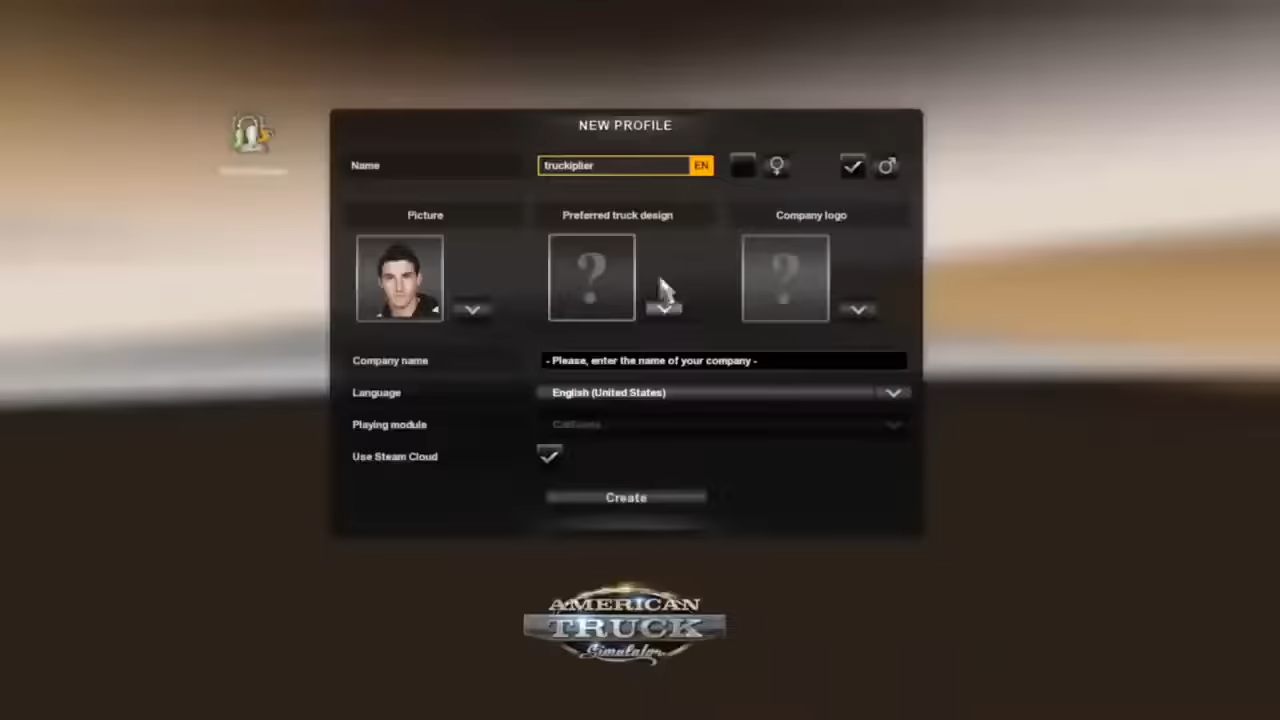 NEW PROFILE
Name
truckiplier
EN
Picture
Preferred truck design
Company logo
?
?
Company name
- Please, enter the name of your company -
Language
English (United States)
Playing module
California
Use Steam Cloud
Create
AMERICAN
TRUCK
Simulator